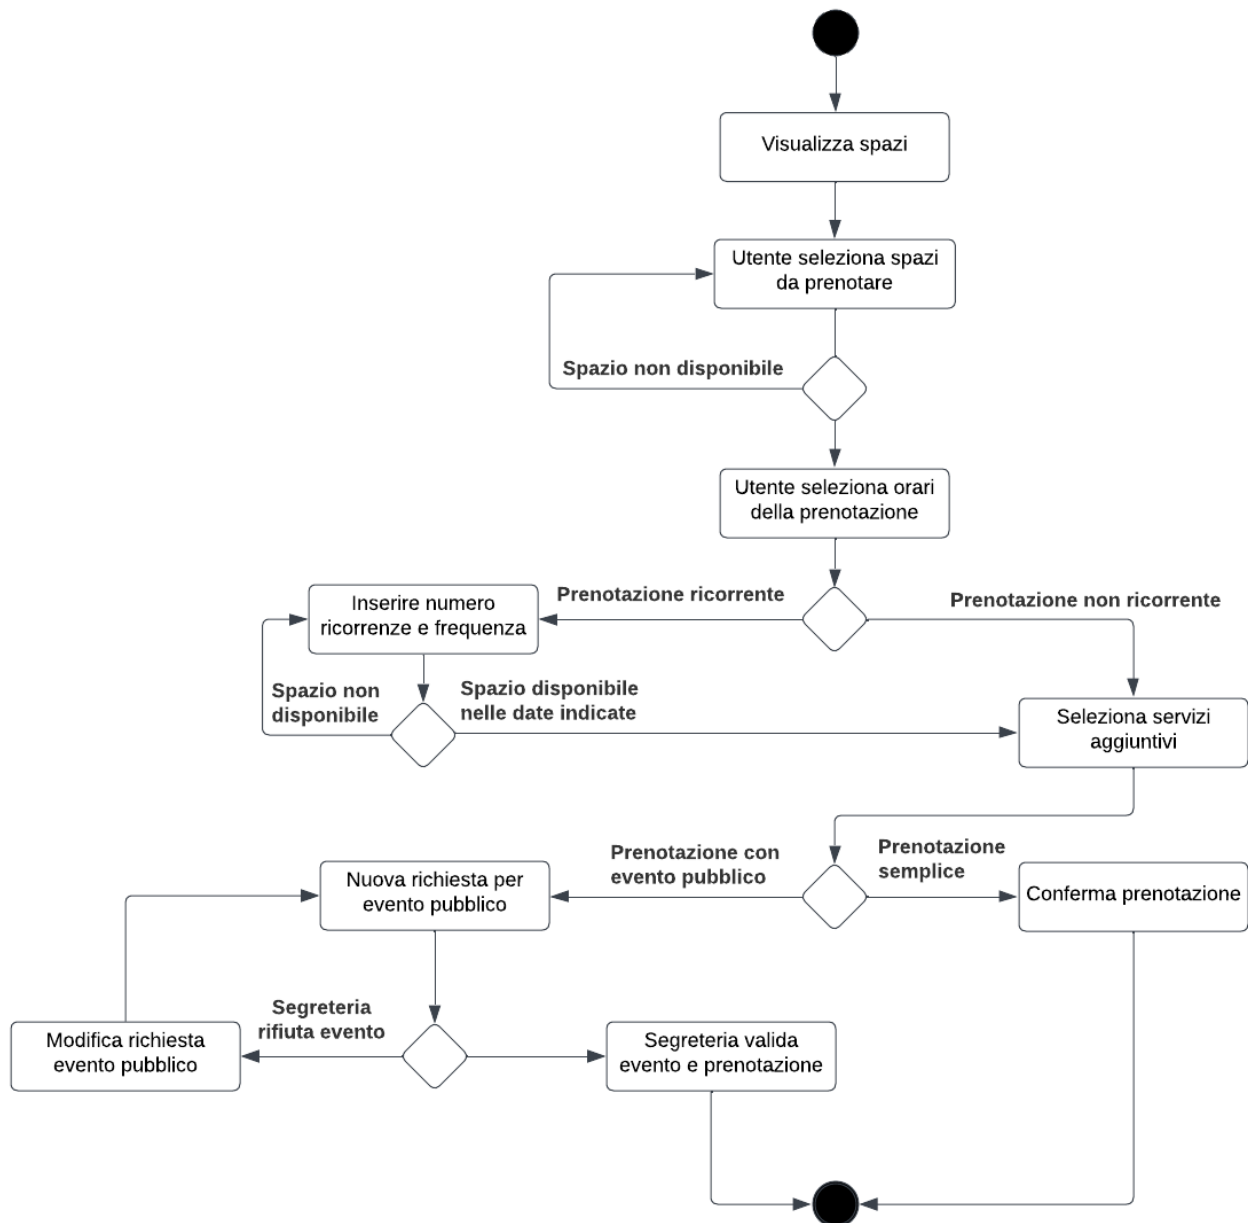 Visualizza spazi
Utente seleziona spazi
da prenotare
Spazio non disponibile
Utente seleziona orari
della prenotazione
Prenotazione ricorrente
Prenotazione non ricorrente
Inserire numero
ricorrenze e frequenza
Spazio non
disponibile
Spazio disponibile
nelle date indicate
Seleziona servizi
aggiuntivi
Prenotazione con
evento pubblico
Prenotazione
semplice
Nuova richiesta per
evento pubblico
Conferma prenotazione
Segreteria
rifiuta evento
Modifica richiesta
evento pubblico
Segreteria valida
evento e prenotazione